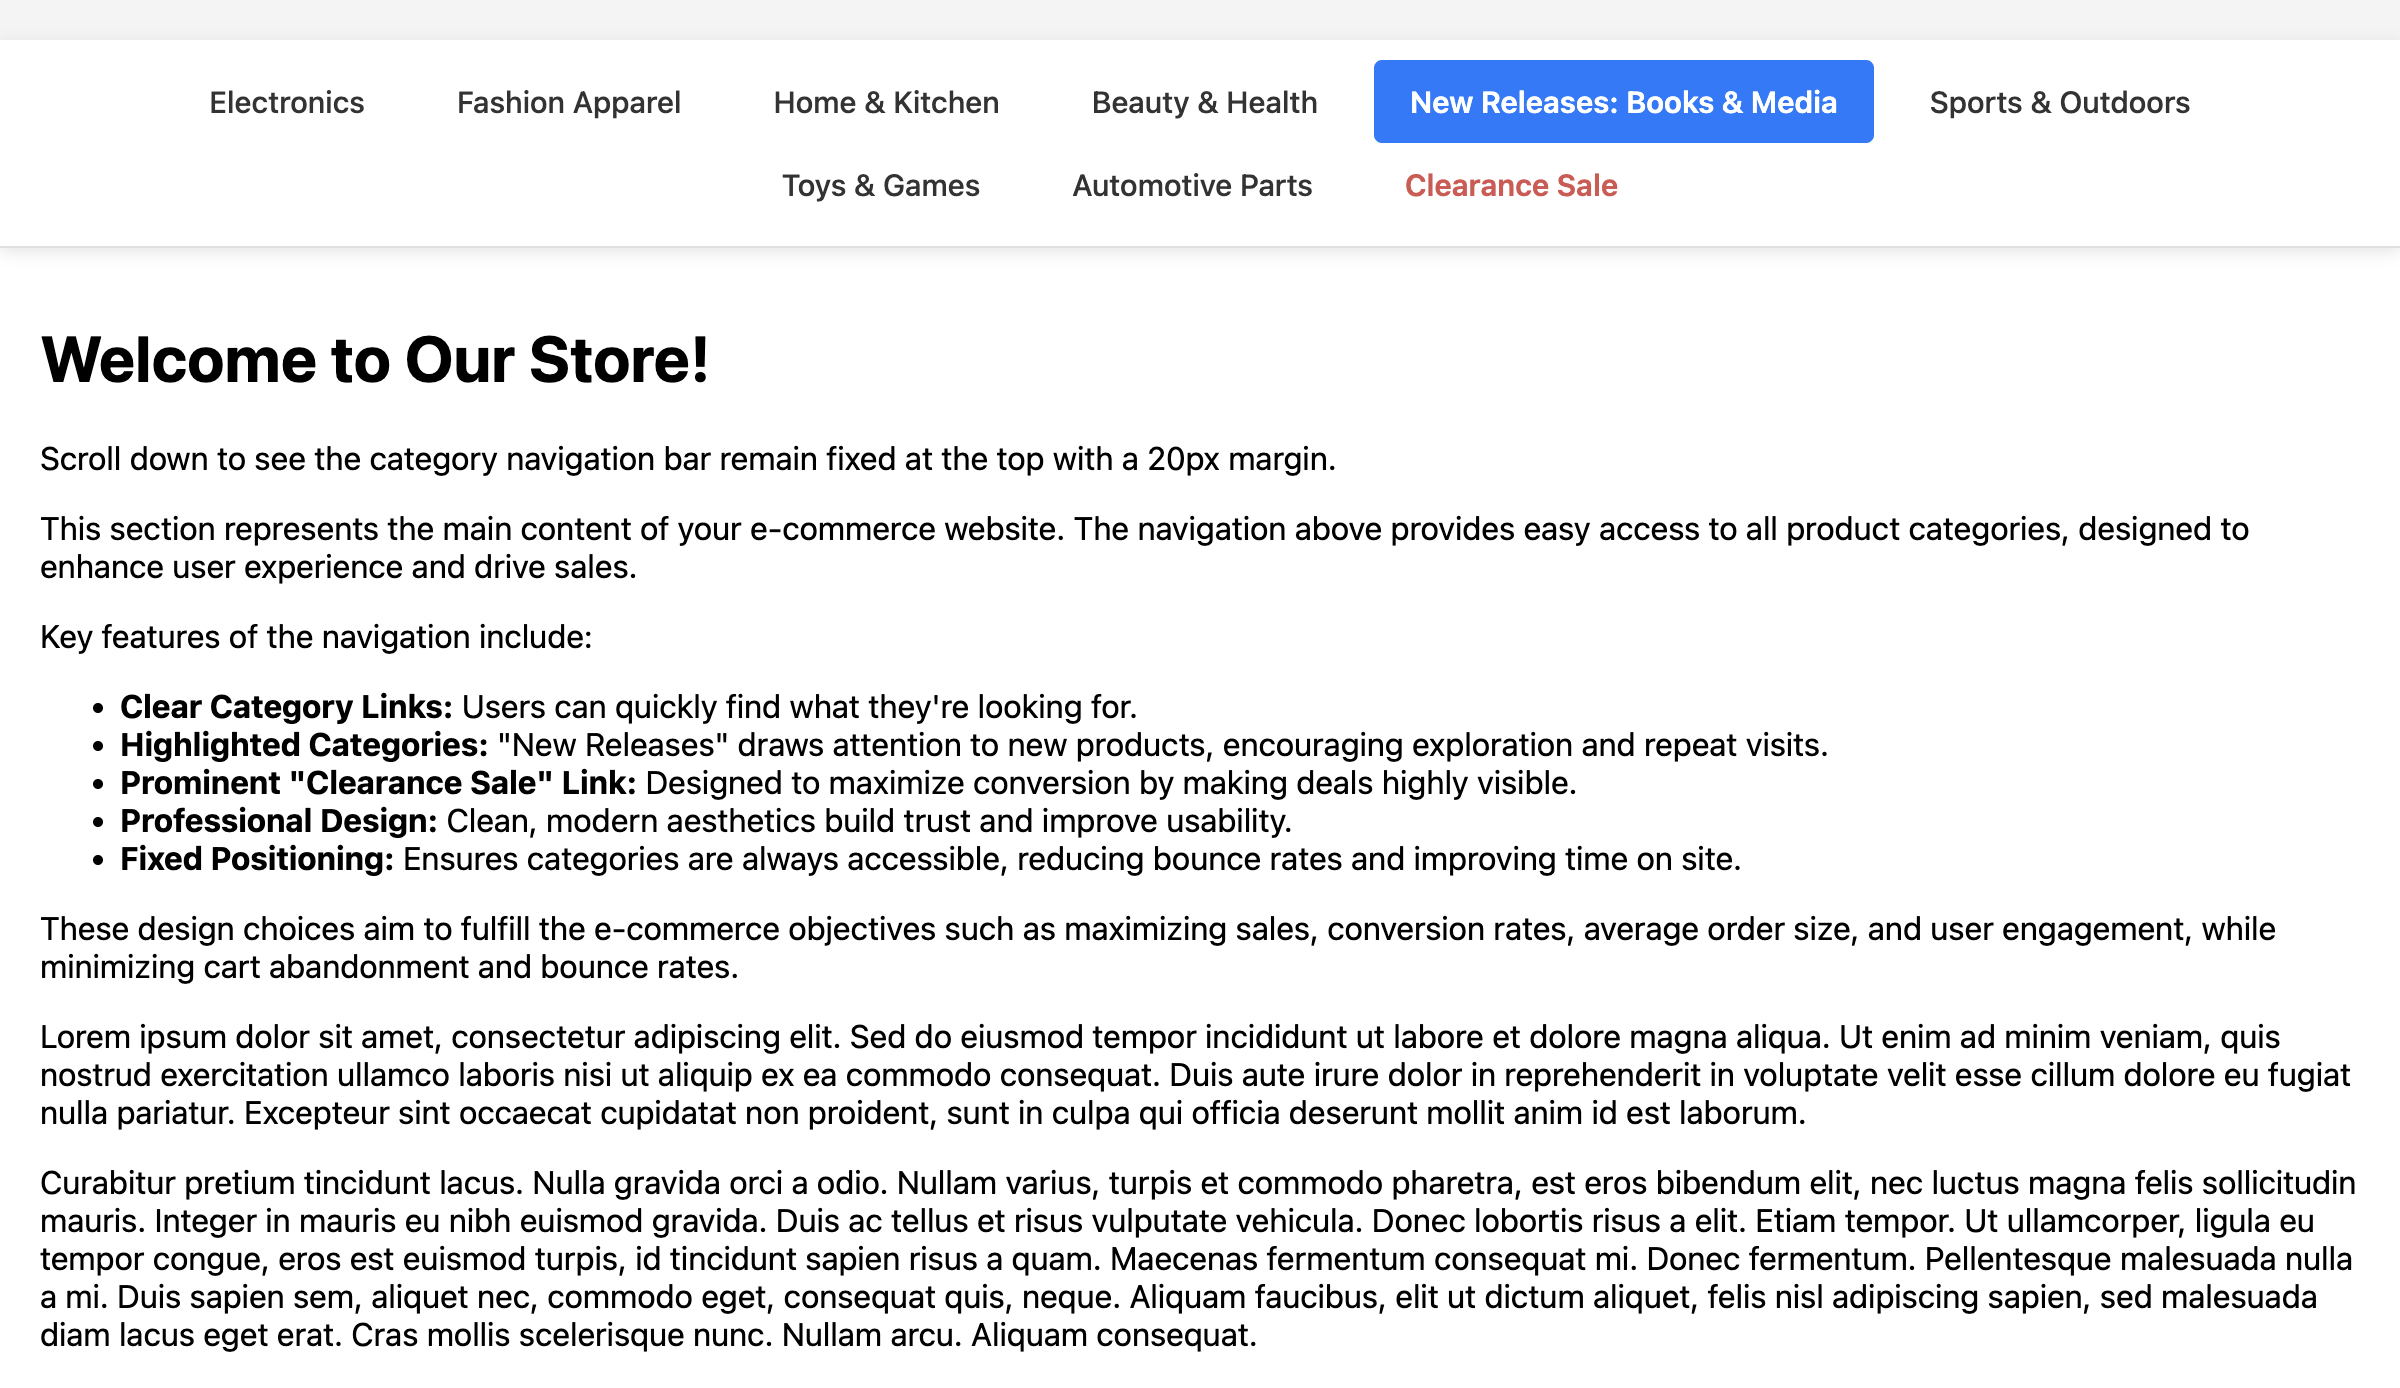 Electronics Fashion Apparel Home & Kitchen Beauty & Health New Releases: Books & Media Sports & Outdoors
Toys & Games Automotive Parts Clearance Sale
Welcome to Our Store!
Scroll down to see the category navigation bar remain fixed at the top with a 20px margin.
This section represents the main content of your e-commerce website. The navigation above provides easy access to all product categories, designed to
enhance user experience and drive sales.
Key features of the navigation include:
• Clear Category Links: Users can quickly find what they're looking for.
• Highlighted Categories: "New Releases" draws attention to new products, encouraging exploration and repeat visits.
• Prominent "Clearance Sale" Link: Designed to maximize conversion by making deals highly visible.
• Professional Design: Clean, modern aesthetics build trust and improve usability.
• Fixed Positioning: Ensures categories are always accessible, reducing bounce rates and improving time on site.
These design choices aim to fulfill the e-commerce objectives such as maximizing sales, conversion rates, average order size, and user engagement, while
minimizing cart abandonment and bounce rates.
Lorem ipsum dolor sit amet, consectetur adipiscing elit. Sed do eiusmod tempor incididunt ut labore et dolore magna aliqua. Ut enim ad minim veniam, quis
nostrud exercitation ullamco laboris nisi ut aliquip ex ea commodo consequat. Duis aute irure dolor in reprehenderit in voluptate velit esse cillum dolore eu fugiat
nulla pariatur. Excepteur sint occaecat cupidatat non proident, sunt in culpa qui officia deserunt mollit anim id est laborum.
Curabitur pretium tincidunt lacus. Nulla gravida orci a odio. Nullam varius, turpis et commodo pharetra, est eros bibendum elit, nec luctus magna felis sollicitudin
mauris. Integer in mauris eu nibh euismod gravida. Duis ac tellus et risus vulputate vehicula. Donec lobortis risus a elit. Etiam tempor. Ut ullamcorper, ligula eu
tempor congue, eros est euismod turpis, id tincidunt sapien risus a quam. Maecenas fermentum consequat mi. Donec fermentum. Pellentesque malesuada nulla
a mi. Duis sapien sem, aliquet nec, commodo eget, consequat quis, neque. Aliquam faucibus, elit ut dictum aliquet, felis nisl adipiscing sapien, sed malesuada
diam lacus eget erat. Cras mollis scelerisque nunc. Nullam arcu. Aliquam consequat.